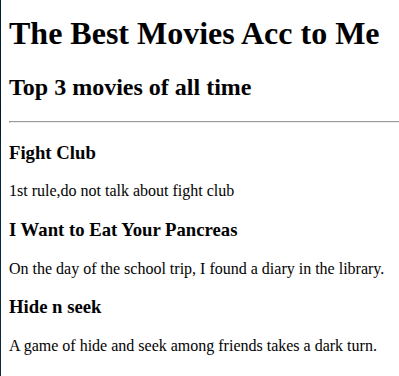 The Best Movies Acc to Me
Top 3 movies of all time
Fight Club
1st rule,do not talk about fight club
I Want to Eat Your Pancreas
On the day of the school trip, I found a diary in the library.
Hide n seek
A game of hide and seek among friends takes a dark turn.